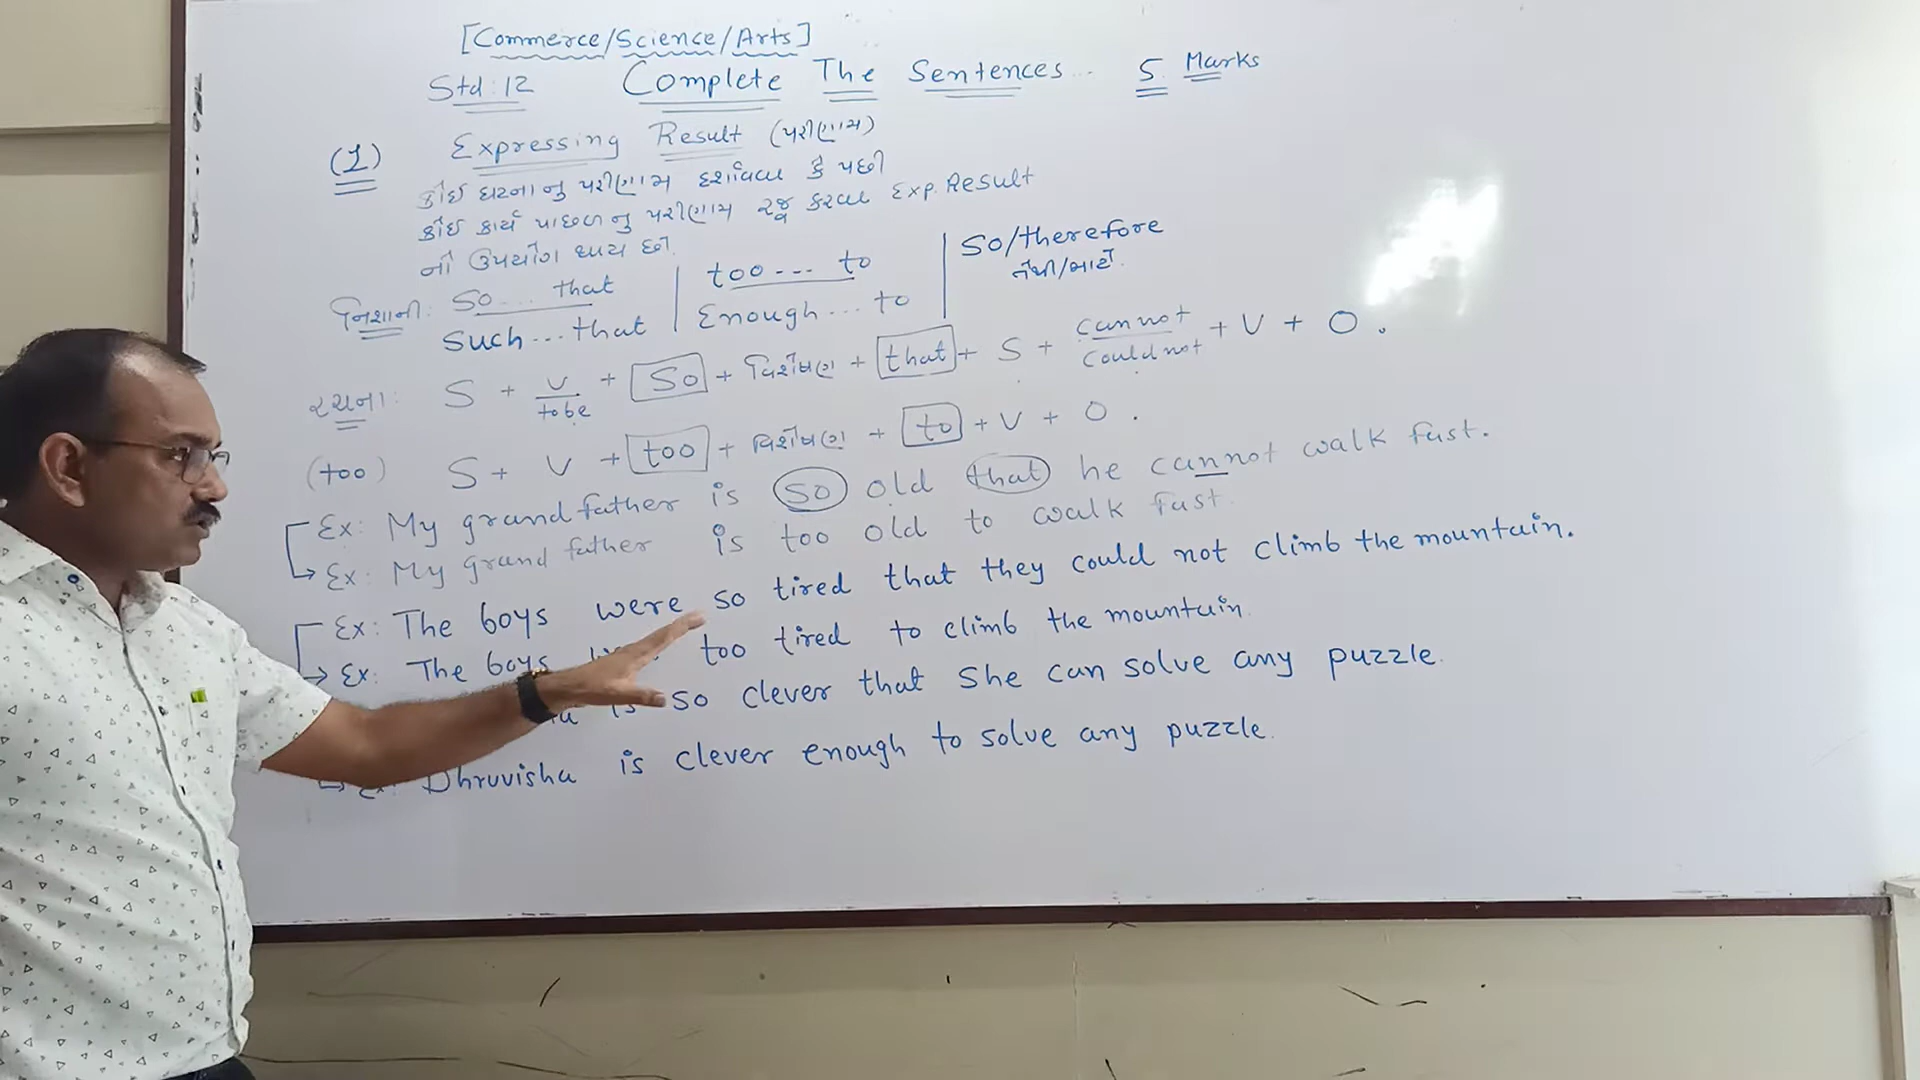 [Commerce/Science/Arts]
Std: 12 Complete The Sentences.. 5 Marks
(1) Expressing Result (પરીણામ)
કોઈ ઘટના નુ પરીણામ દર્શાવવા કે પછી
કોઈ કાર્ય પાછળ નુ પરીણામ રજૂ કરવા Exp. Result
નો ઉપયોગ થાય છે.
નિશાની: So... that | too... to | So/therefore
Such... that | Enough... to | તેથી/માટે.
રચના: S + V/to be + So + વિશેષણ + that + S + cannot/could not + V + O.
(too) S + V + too + વિશેષણ + to + V + O.
Ex: My grand father is so old that he cannot walk fast.
Ex: My grand father is too old to walk fast.
Ex: The boys were so tired that they could not climb the mountain.
Ex: The boys too tired to climb the mountain.
is so clever that She can solve any puzzle.
Ex: Dhruvisha is clever enough to solve any puzzle.